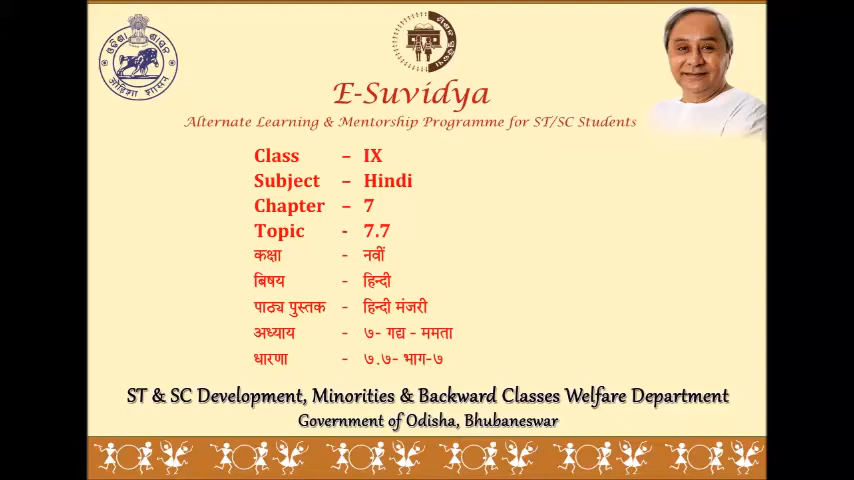 E-Suvidya
Alternate Learning & Mentorship Programme for ST/SC Students
Class – IX
Subject – Hindi
Chapter – 7
Topic - 7.7
कक्षा - नवीं
बिषय - हिन्दी
पाठ्य पुस्तक - हिन्दी मंजरी
अध्याय - ७- गद्य - ममता
धारणा - ७.७- भाग-७
ST & SC Development, Minorities & Backward Classes Welfare Department
Government of Odisha, Bhubaneswar